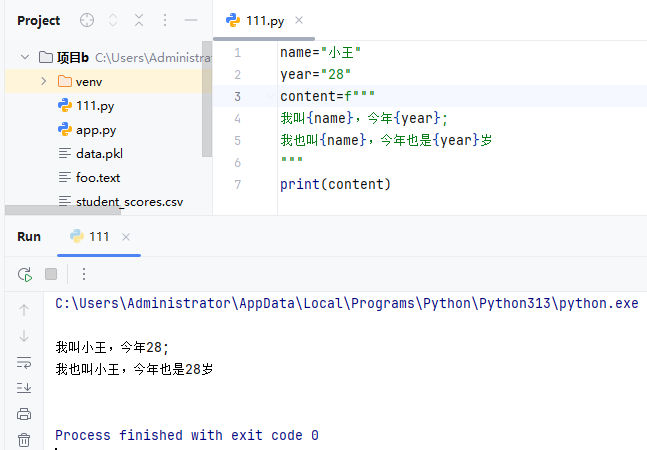 Project
项目b C:\Users\Administrat
venv
111.py
app.py
data.pkl
foo.text
student_scores.csv
111.py
1 name="小王"
2 year="28"
3 content=f"""
4 我叫{name}，今年{year};
5 我也叫{name}，今年也是{year}岁
6 """
7 print(content)
Run 111
C:\Users\Administrator\AppData\Local\Programs\Python\Python313\python.exe
我叫小王，今年28;
我也叫小王，今年也是28岁
Process finished with exit code 0